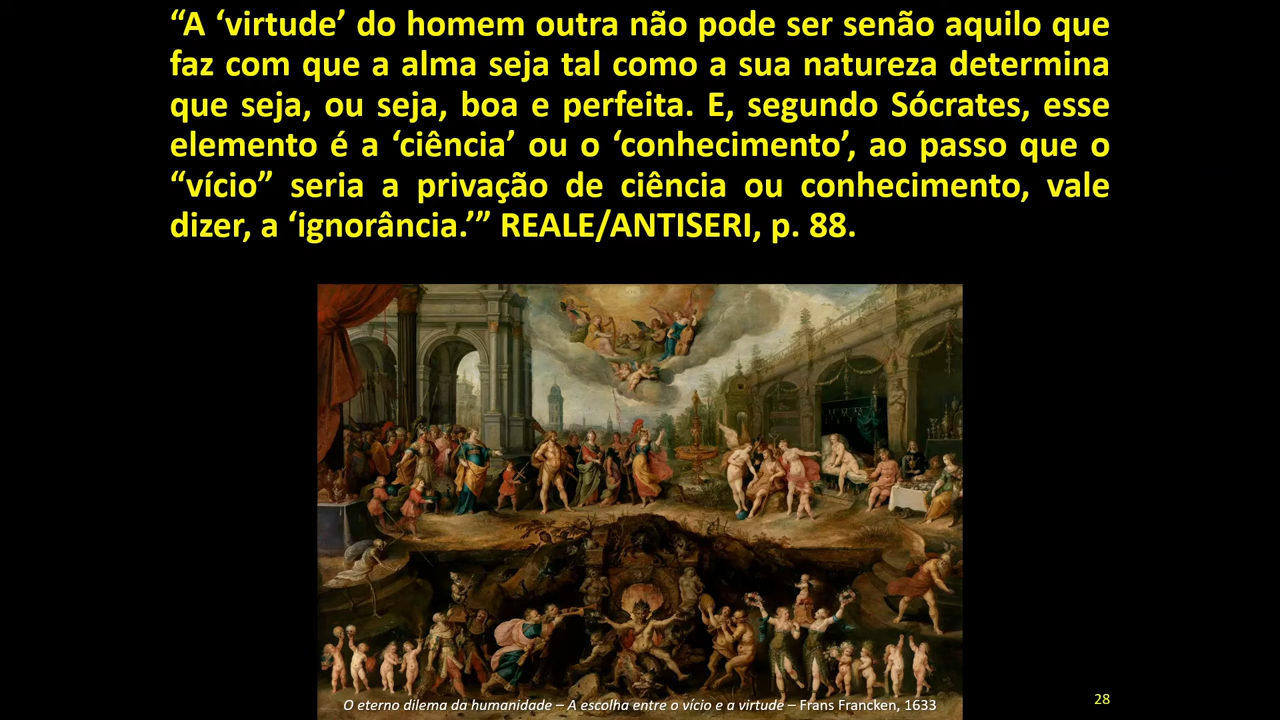 “A ‘virtude’ do homem outra não pode ser senão aquilo que
faz com que a alma seja tal como a sua natureza determina
que seja, ou seja, boa e perfeita. E, segundo Sócrates, esse
elemento é a ‘ciência’ ou o ‘conhecimento’, ao passo que o
“vício” seria a privação de ciência ou conhecimento, vale
dizer, a ‘ignorância.’” REALE/ANTISERI, p. 88.
O eterno dilema da humanidade – A escolha entre o vício e a virtude – Frans Francken, 1633
28